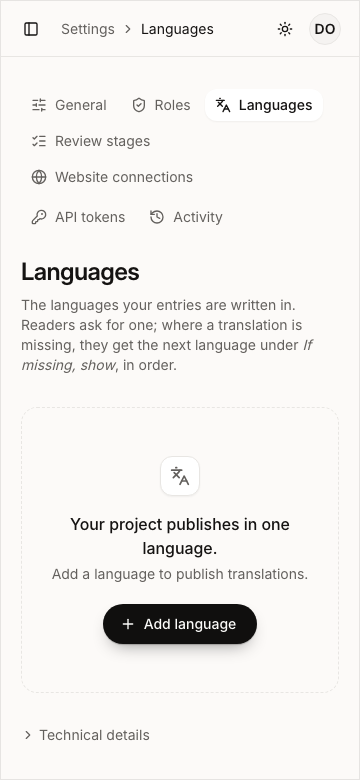 Settings > Languages
DO
General
Roles
Languages
Review stages
Website connections
API tokens
Activity
Languages
The languages your entries are written in.
Readers ask for one; where a translation is
missing, they get the next language under If
missing, show, in order.
Your project publishes in one
language.
Add a language to publish translations.
+ Add language
> Technical details